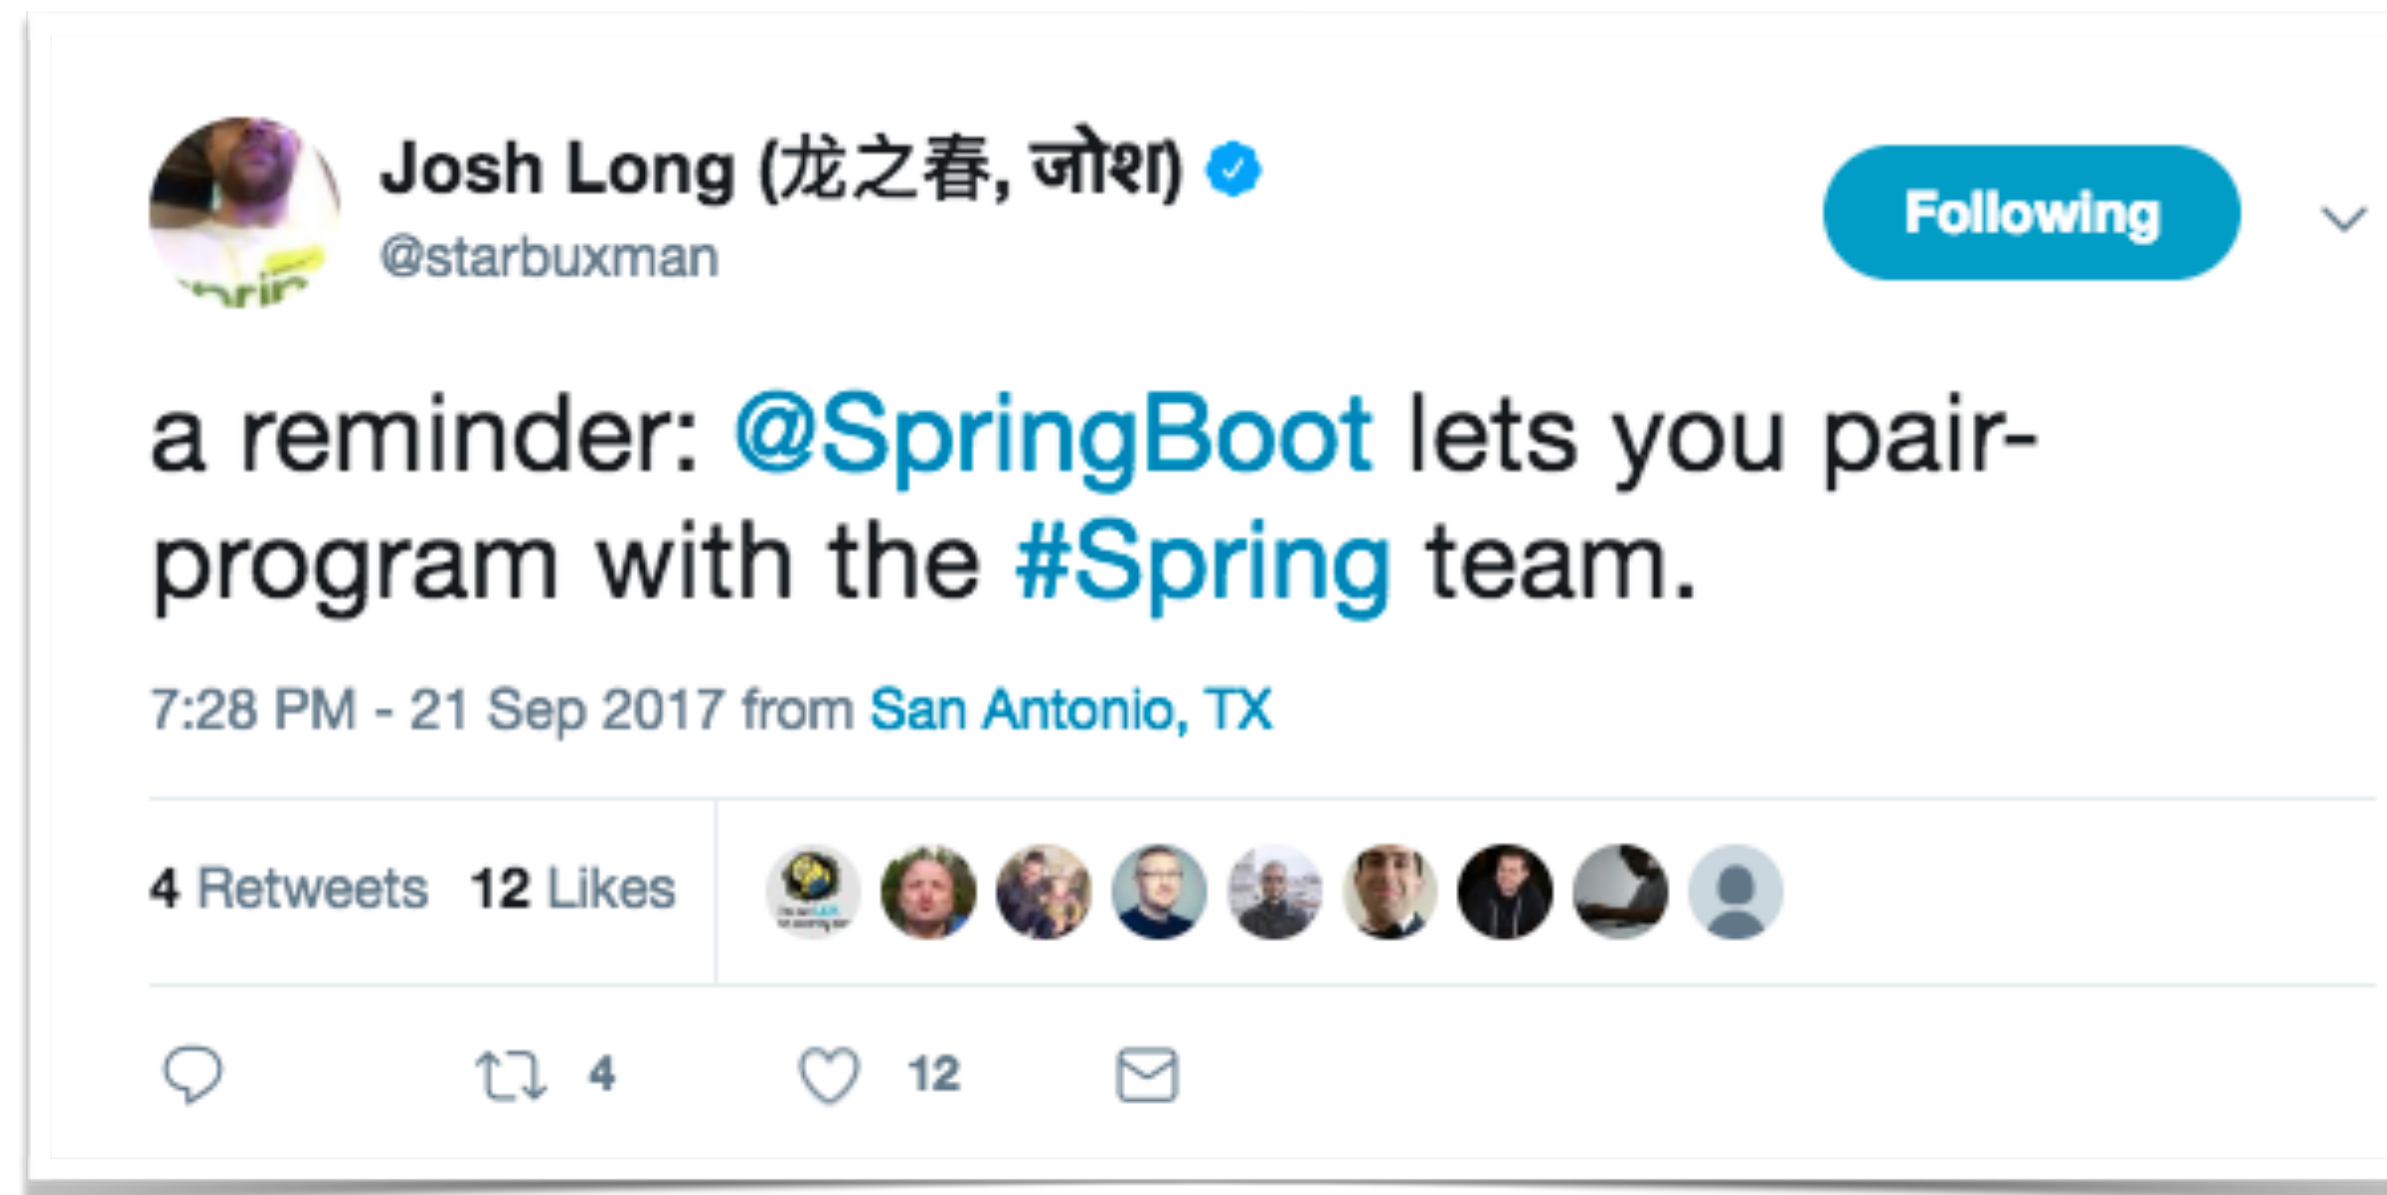 Josh Long (龙之春, जोश)
@starbuxman
Following
a reminder: @SpringBoot lets you pair-
program with the #Spring team.
7:28 PM - 21 Sep 2017 from San Antonio, TX
4 Retweets 12 Likes
4 12